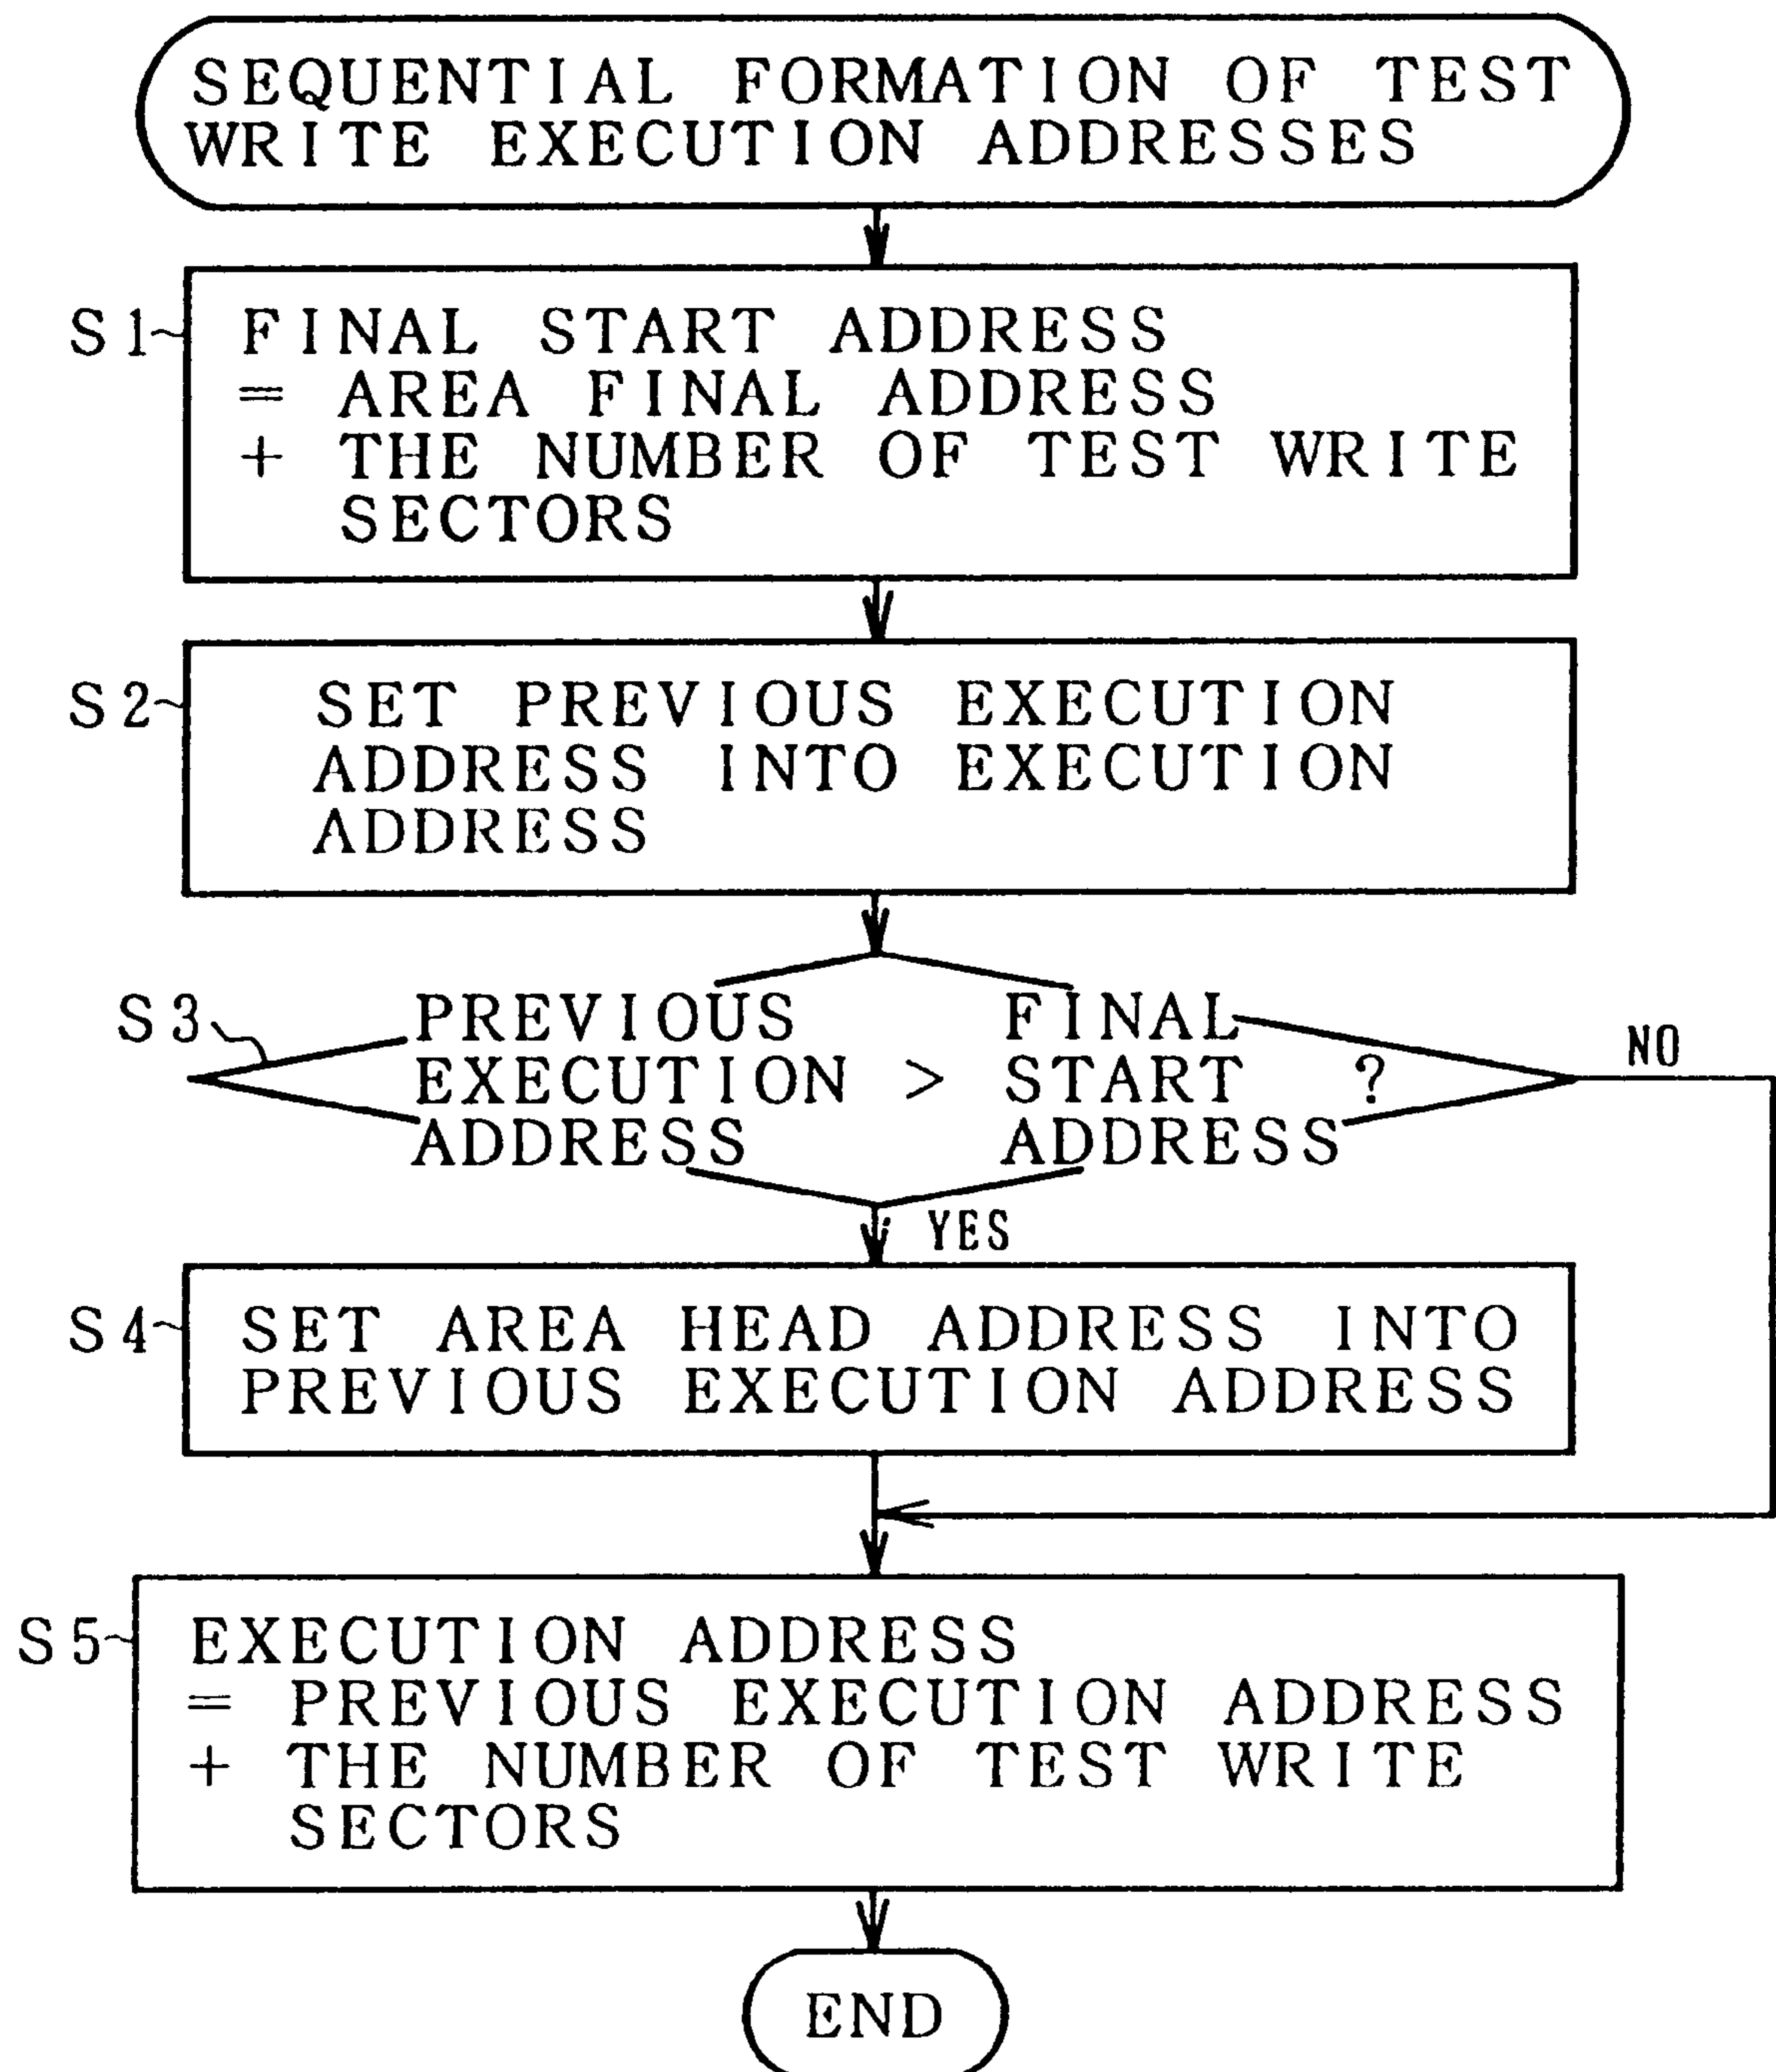 SEQUENTIAL FORMATION OF TEST
WRITE EXECUTION ADDRESSES
S1
FINAL START ADDRESS
= AREA FINAL ADDRESS
+ THE NUMBER OF TEST WRITE
SECTORS
S2
SET PREVIOUS EXECUTION
ADDRESS INTO EXECUTION
ADDRESS
S3
PREVIOUS FINAL
EXECUTION > START ?
ADDRESS ADDRESS
NO
YES
S4
SET AREA HEAD ADDRESS INTO
PREVIOUS EXECUTION ADDRESS
S5
EXECUTION ADDRESS
= PREVIOUS EXECUTION ADDRESS
+ THE NUMBER OF TEST WRITE
SECTORS
END